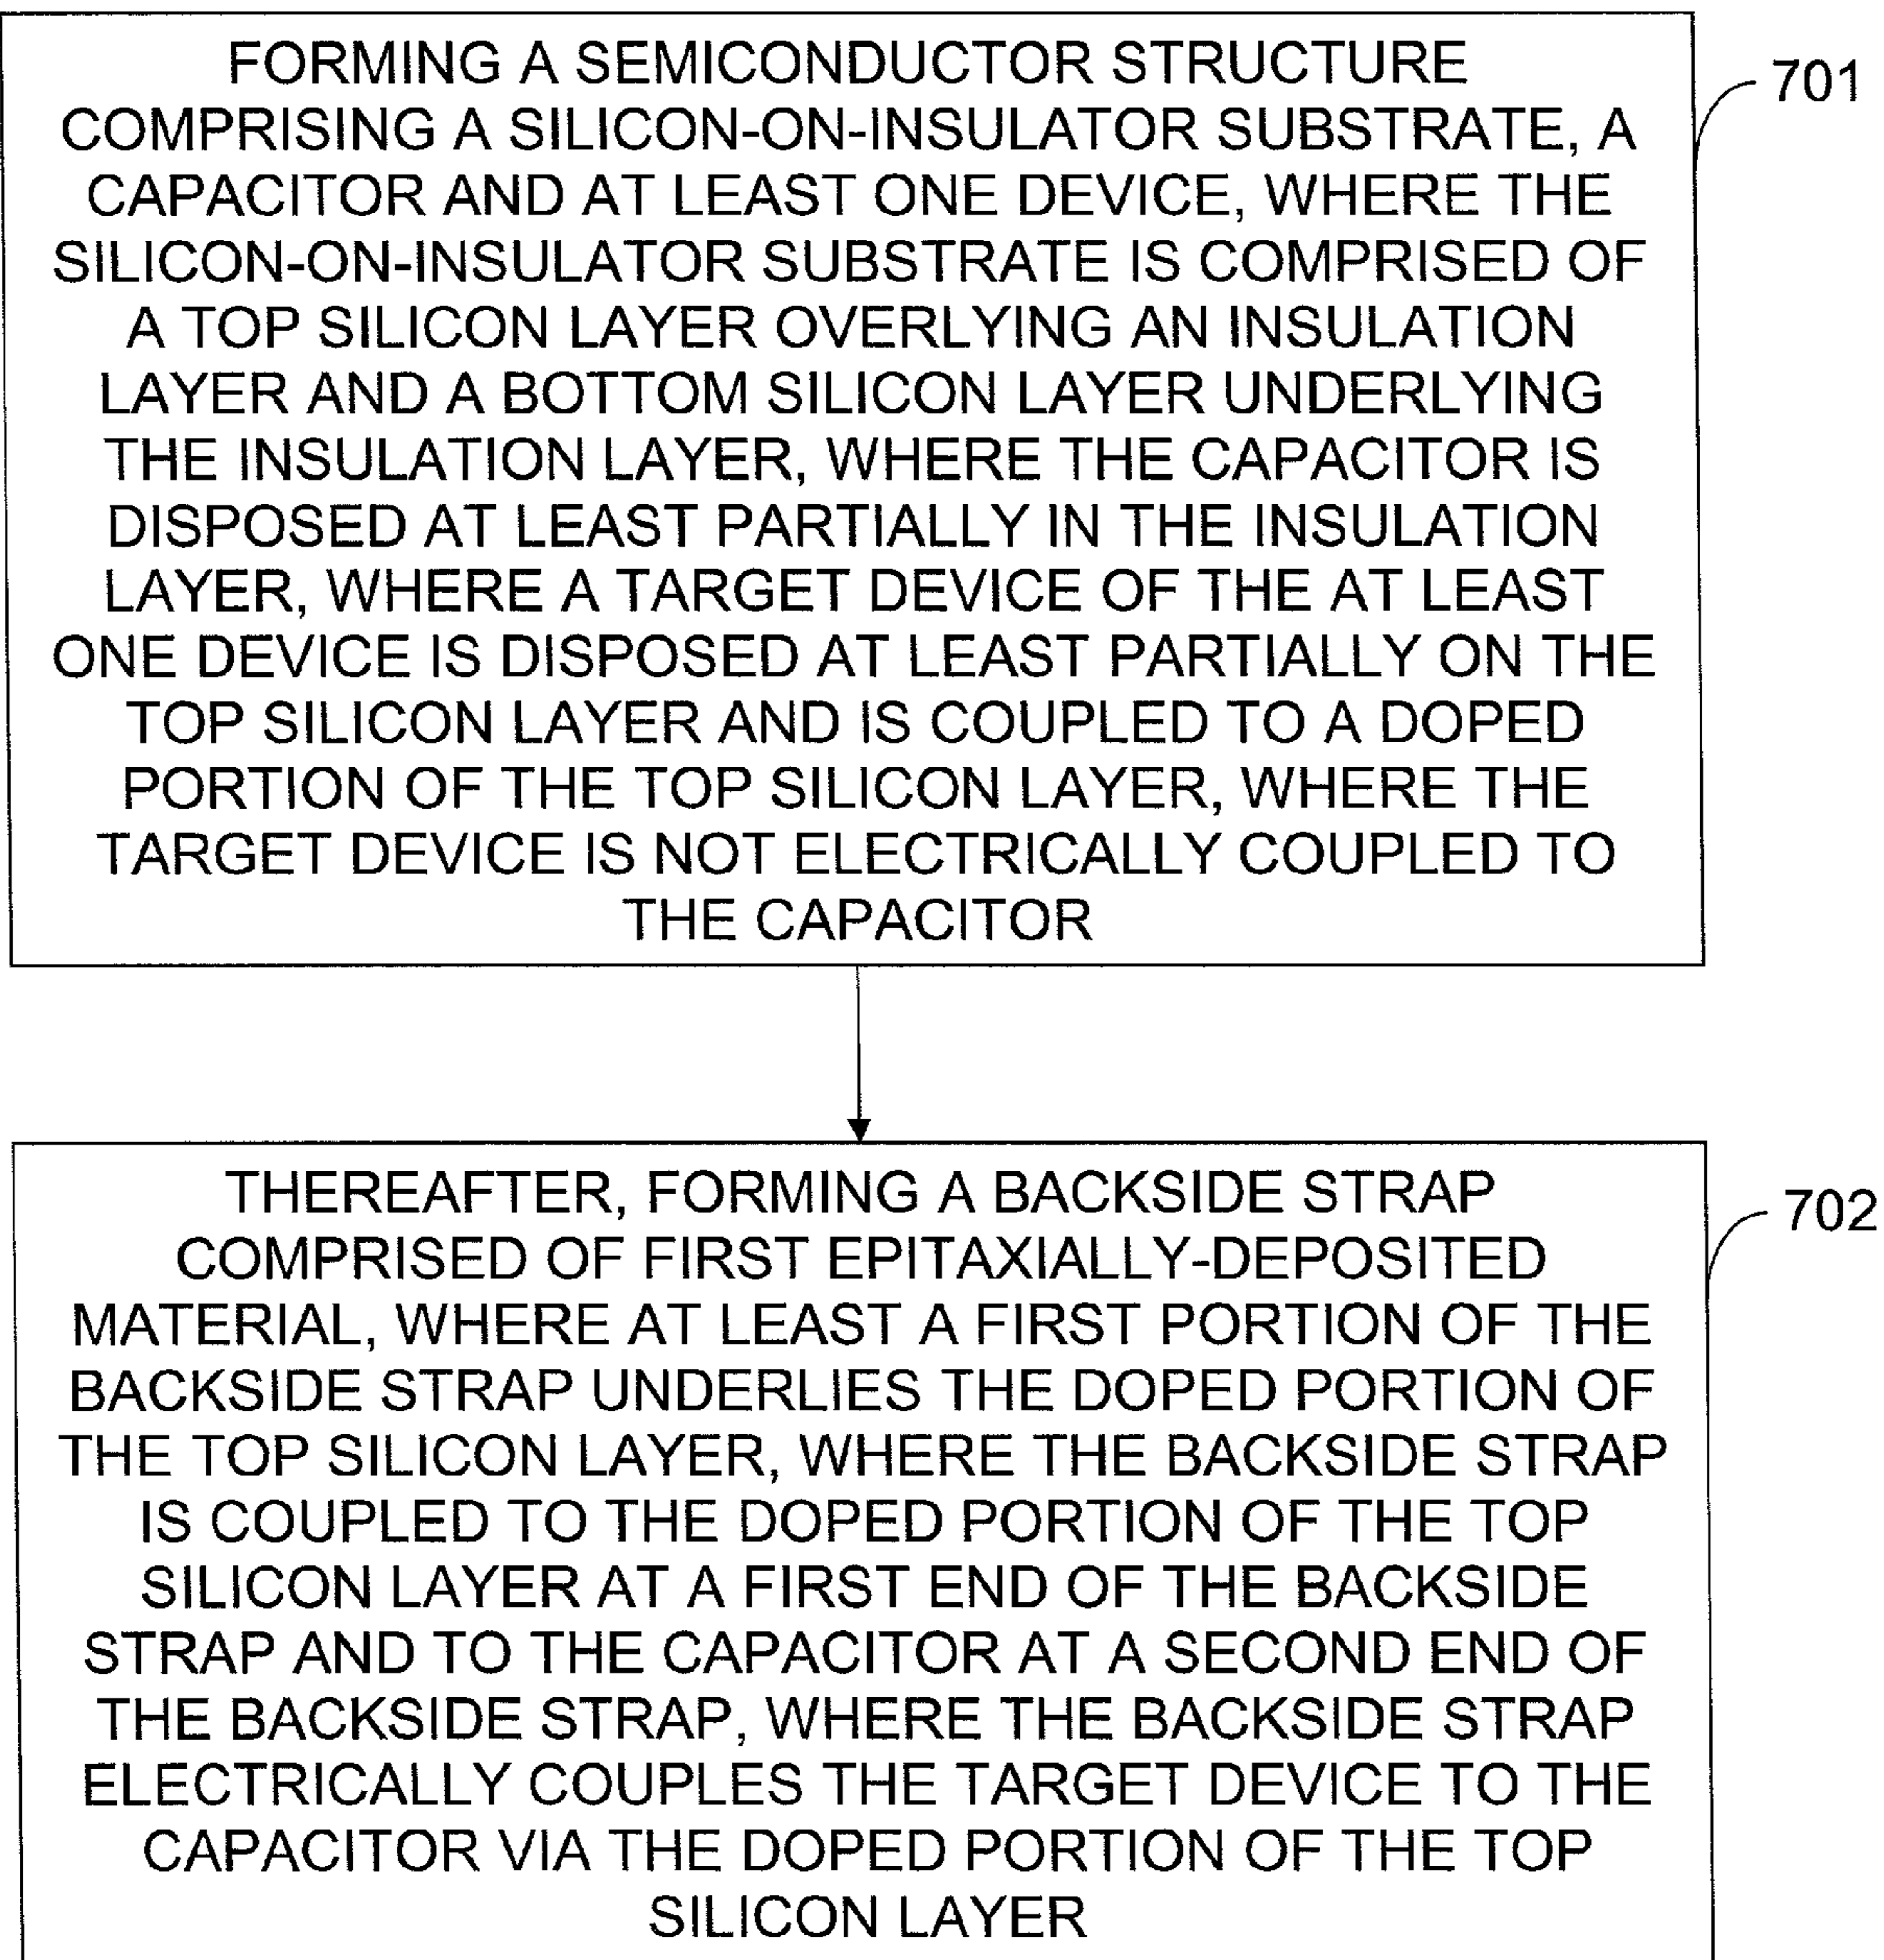 FORMING A SEMICONDUCTOR STRUCTURE
COMPRISING A SILICON-ON-INSULATOR SUBSTRATE, A
CAPACITOR AND AT LEAST ONE DEVICE, WHERE THE
SILICON-ON-INSULATOR SUBSTRATE IS COMPRISED OF
A TOP SILICON LAYER OVERLYING AN INSULATION
LAYER AND A BOTTOM SILICON LAYER UNDERLYING
THE INSULATION LAYER, WHERE THE CAPACITOR IS
DISPOSED AT LEAST PARTIALLY IN THE INSULATION
LAYER, WHERE A TARGET DEVICE OF THE AT LEAST
ONE DEVICE IS DISPOSED AT LEAST PARTIALLY ON THE
TOP SILICON LAYER AND IS COUPLED TO A DOPED
PORTION OF THE TOP SILICON LAYER, WHERE THE
TARGET DEVICE IS NOT ELECTRICALLY COUPLED TO
THE CAPACITOR
701
THEREAFTER, FORMING A BACKSIDE STRAP
COMPRISED OF FIRST EPITAXIALLY-DEPOSITED
MATERIAL, WHERE AT LEAST A FIRST PORTION OF THE
BACKSIDE STRAP UNDERLIES THE DOPED PORTION OF
THE TOP SILICON LAYER, WHERE THE BACKSIDE STRAP
IS COUPLED TO THE DOPED PORTION OF THE TOP
SILICON LAYER AT A FIRST END OF THE BACKSIDE
STRAP AND TO THE CAPACITOR AT A SECOND END OF
THE BACKSIDE STRAP, WHERE THE BACKSIDE STRAP
ELECTRICALLY COUPLES THE TARGET DEVICE TO THE
CAPACITOR VIA THE DOPED PORTION OF THE TOP
SILICON LAYER
702